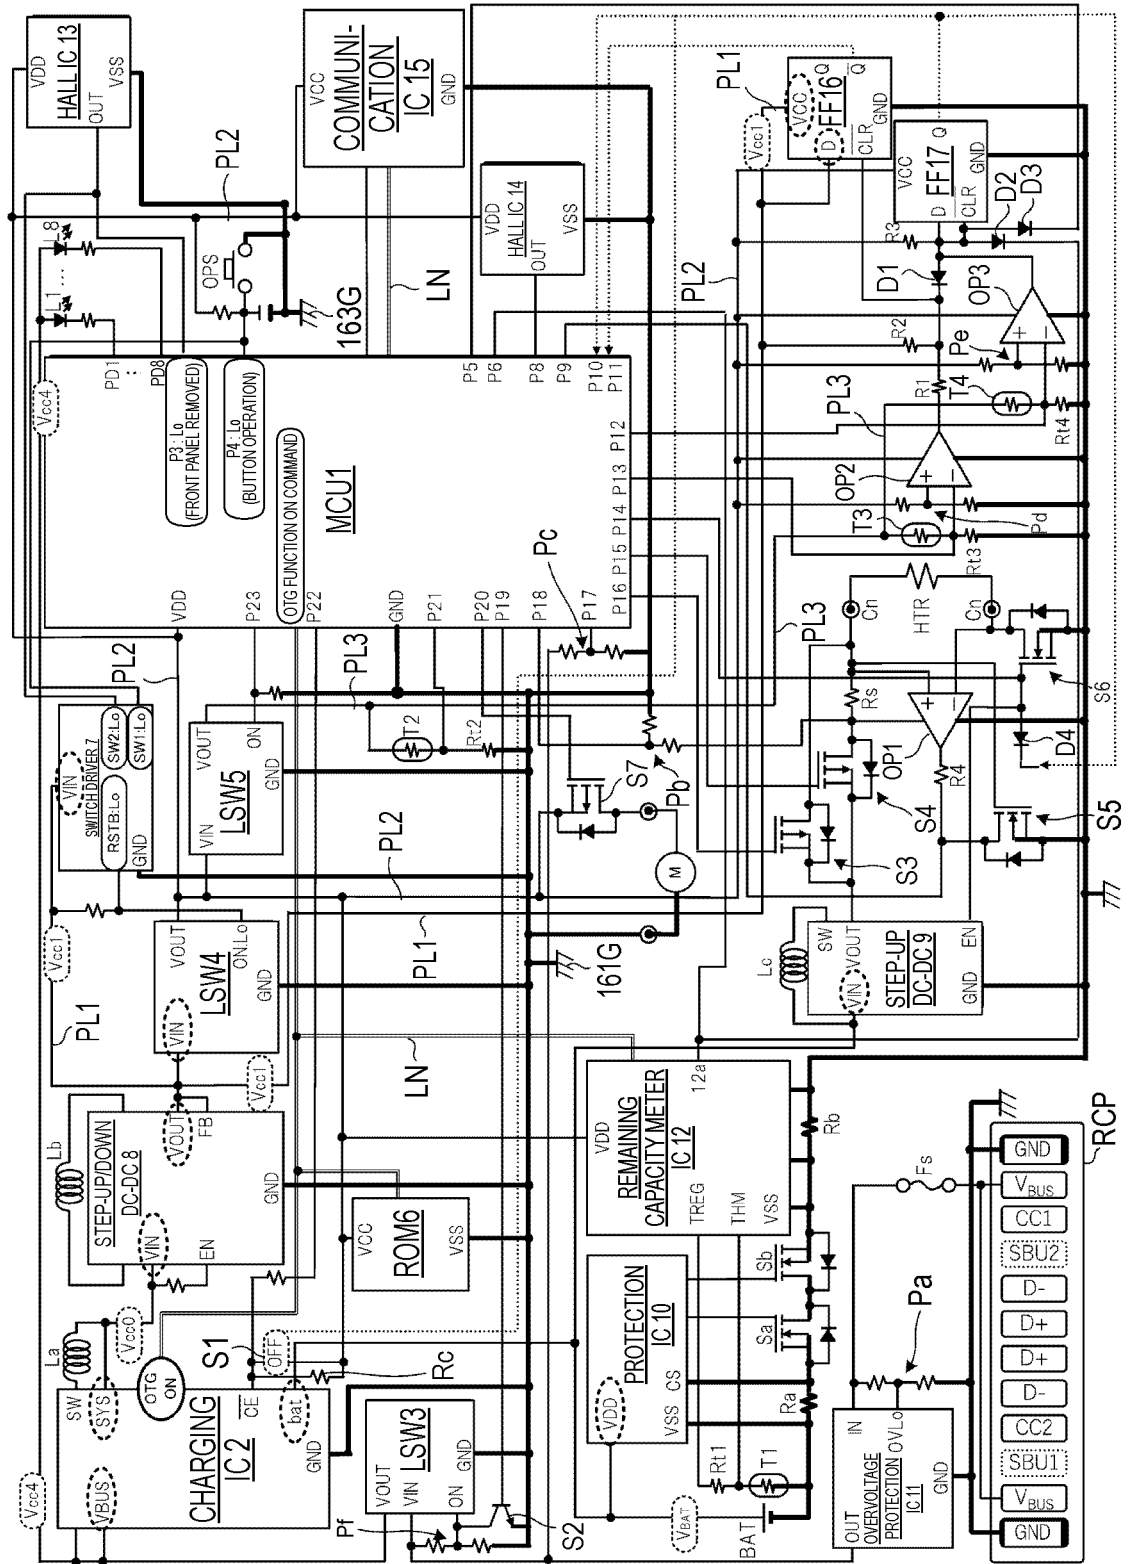 VDD
HALL IC 13
OUT
VSS
VCC
COMMUNI-
CATION
IC 15
GND
PL2
L8
L1 ...
OPS
163G
LN
VDD
HALL IC 14
OUT
VSS
PL1
Vcc1
VCC
D
FF16
Q
Q
CLR
GND
VCC
FF17
D
Q
CLR
GND
D2
D3
R3
D1
PL2
R2
OP3
Pe
R1
T4
Rt4
PL3
OP2
T3
Pd
Rt3
Vcc4
PD1
:
PD8
P3 : Lo
(FRONT PANEL REMOVED)
P4 : Lo
(BUTTON OPERATION)
OTG FUNCTION ON COMMAND
MCU1
P5
P6
P8
P9
P10
P11
P12
P13
P14
P15
P16
VDD
P23
P22
GND
P21
P20
P19
P18
P17
Pc
PL2
PL3
T2
Rt2
S7
Pb
M
161G
Cn
HTR
Cn
PL3
Rs
OP1
R4
S6
D4
S5
S4
S3
VIN
SWITCH DRIVER 7
SW2:Lo
SW1:Lo
RSTB:Lo
GND
VOUT
ON
LSW5
VIN
GND
PL2
PL1
Vcc1
VOUT
ON:Lo
LSW4
VIN
GND
PL1
Vcc1
Lc
SW
VOUT
VIN
STEP-UP
DC-DC 9
EN
GND
LN
Lb
STEP-UP/DOWN
DC-DC 8
VOUT
FB
VIN
EN
GND
VCC
ROM6
VSS
12a
VDD
REMAINING
CAPACITY METER
IC 12
TREG
THM
VSS
Rb
Sb
Sa
Ra
PROTECTION
IC 10
VDD
VSS
CS
Rt1
T1
VBAT
BAT
La
Vcc0
OTG
ON
S1
OFF
Rc
Vcc4
SW
SYS
VBUS
CHARGING
IC2
CE
bat
GND
VOUT
VIN
ON
LSW3
GND
Pf
S2
Fs
Pa
IN
OVLo
OUT
OVERVOLTAGE
PROTECTION
IC11
GND
RCP
GND
VBUS
CC1
SBU2
D-
D+
D+
D-
CC2
SBU1
VBUS
GND